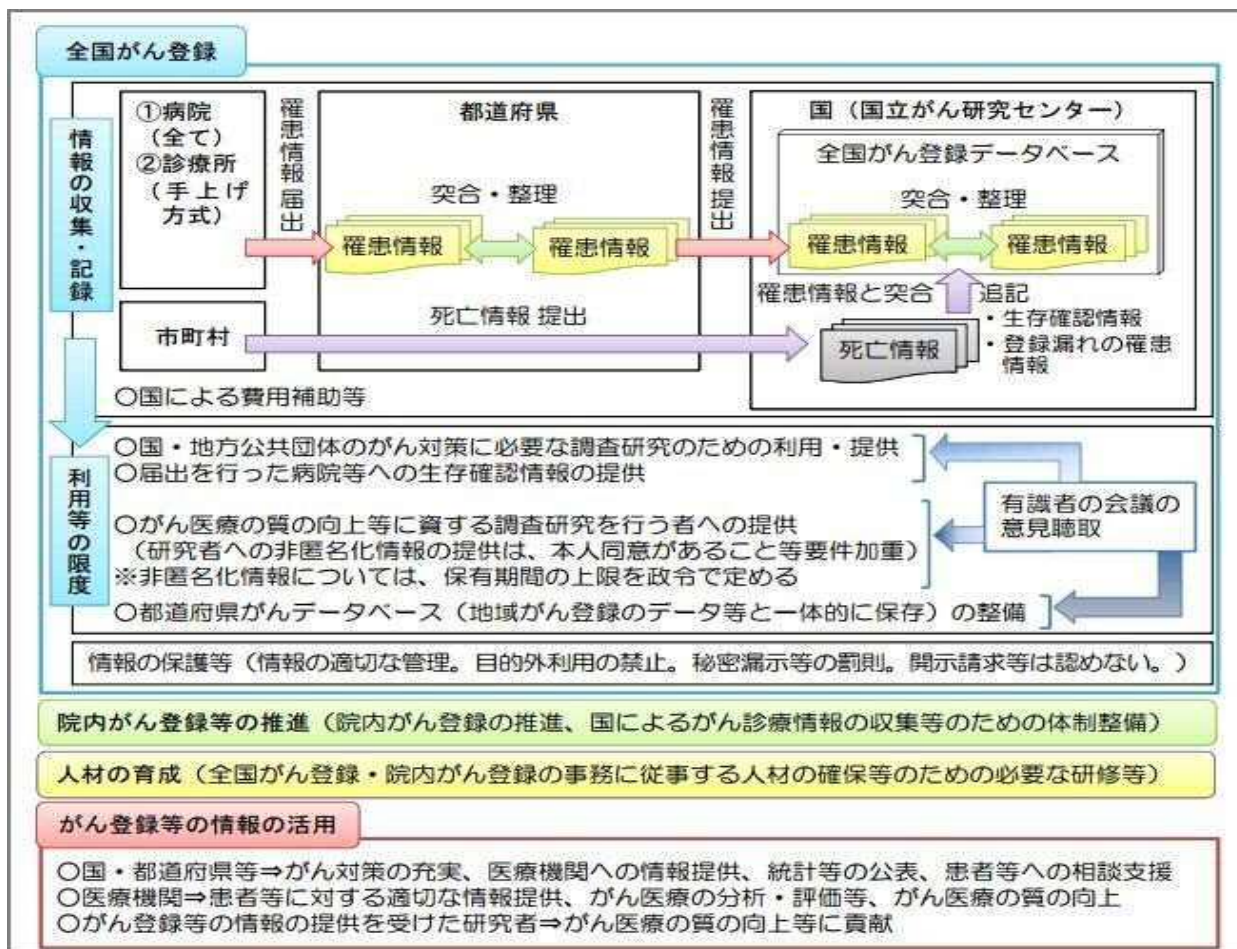 全国がん登録
情報の収集・記録
①病院
（全て）
②診療所
（手上げ
方式）
罹患情報 届出
都道府県
突合・整理
罹患情報
罹患情報
罹患情報 提出
国（国立がん研究センター）
全国がん登録データベース
突合・整理
罹患情報
罹患情報
罹患情報と突合
追記
市町村
死亡情報 提出
死亡情報
・生存確認情報
・登録漏れの罹患
情報
○国による費用補助等
利用等の限度
○国・地方公共団体のがん対策に必要な調査研究のための利用・提供
○届出を行った病院等への生存確認情報の提供
○がん医療の質の向上等に資する調査研究を行う者への提供
（研究者への非匿名化情報の提供は、本人同意があること等要件加重）
※非匿名化情報については、保有期間の上限を政令で定める
○都道府県がんデータベース（地域がん登録のデータ等と一体的に保存）の整備
有識者の会議の
意見聴取
情報の保護等（情報の適切な管理。目的外利用の禁止。秘密漏示等の罰則。開示請求等は認めない。）
院内がん登録等の推進（院内がん登録の推進、国によるがん診療情報の収集等のための体制整備）
人材の育成（全国がん登録・院内がん登録の事務に従事する人材の確保等のための必要な研修等）
がん登録等の情報の活用
○国・都道府県等⇒がん対策の充実、医療機関への情報提供、統計等の公表、患者等への相談支援
○医療機関⇒患者等に対する適切な情報提供、がん医療の分析・評価等、がん医療の質の向上
○がん登録等の情報の提供を受けた研究者⇒がん医療の質の向上等に貢献